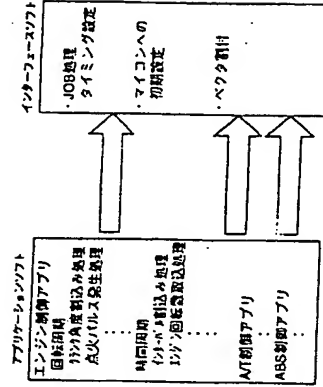 アプリケーションソフト
エンジン制御アプリ
回転同期
クランク角度割込み処理
点火パルス発生処理
時間同期
インターバル割込み処理
エンジン回転数取込処理
A/T制御アプリ
ABS制御アプリ
インターフェースソフト
・JOB処理
タイミング設定
・マイコンへの
初期設定
・ベクタ割付